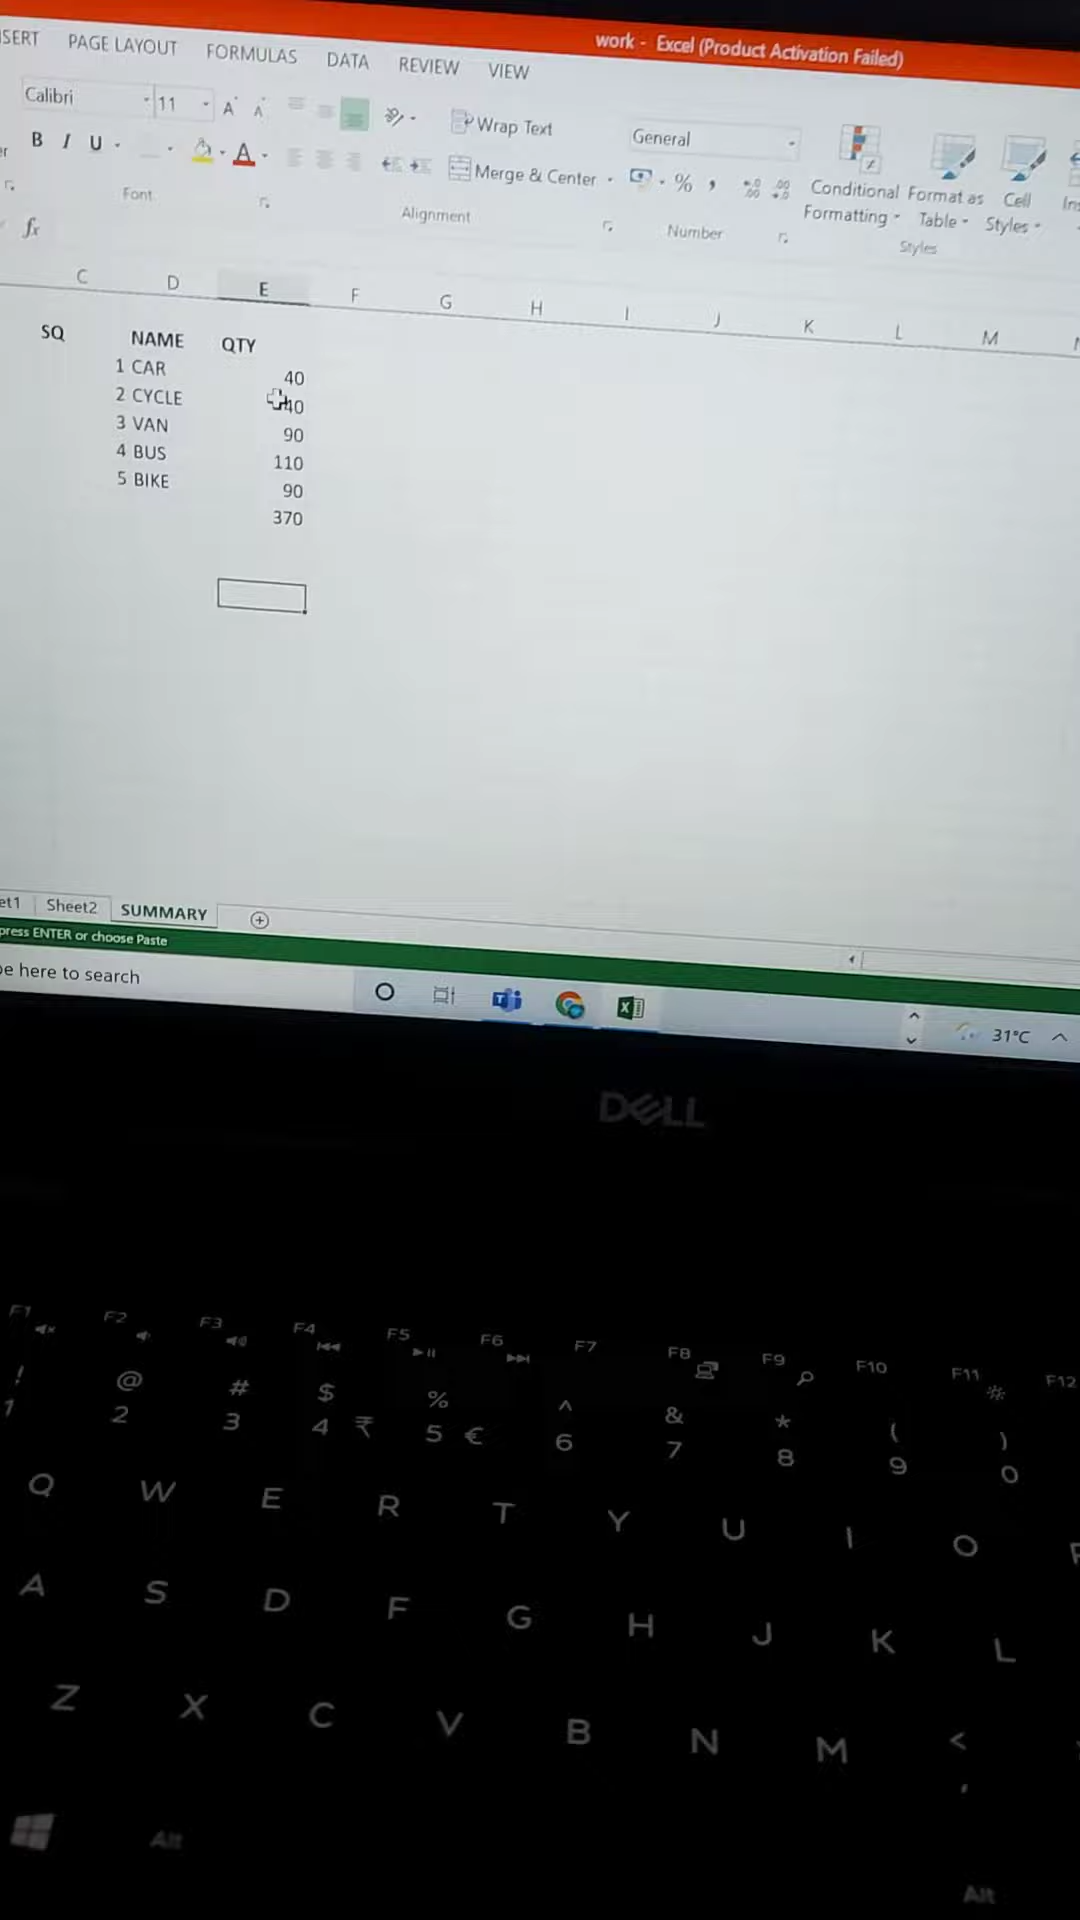 work - Excel (Product Activation Failed)
PAGE LAYOUT FORMULAS DATA REVIEW VIEW
Calibri 11 A A Wrap Text General
B I U A Merge & Center % , Conditional Formatting Format as Table Cell Styles
Font Alignment Number Styles
fx
C D E F G H I J K L M
SQ NAME QTY
1 CAR 40
2 CYCLE 40
3 VAN 90
4 BUS 110
5 BIKE 90
370
Sheet2 SUMMARY
press ENTER or choose Paste
here to search
31°C
DELL
F1 F2 F3 F4 F5 F6 F7 F8 F9 F10 F11 F12
! @ # $ % ^ & * ( )
1 2 3 4 ₹ 5 € 6 7 8 9 0
Q W E R T Y U I O
A S D F G H J K L
Z X C V B N M <
,
Alt Alt